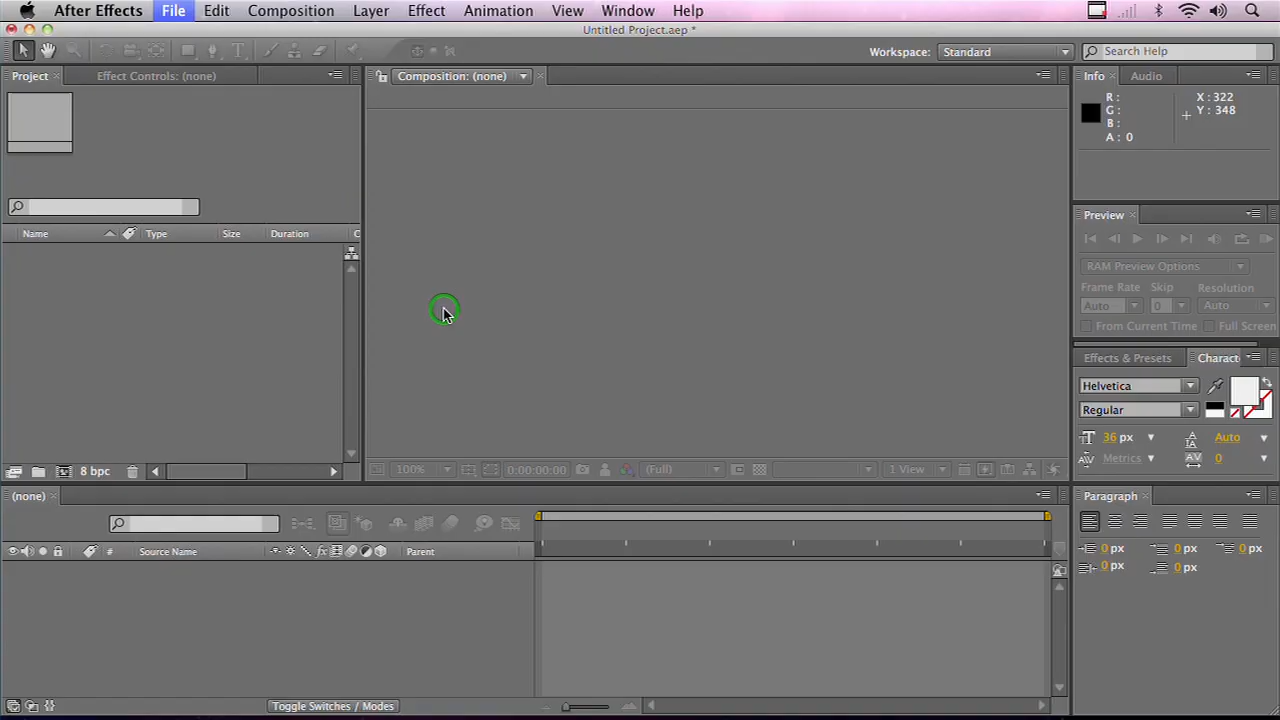 After Effects File Edit Composition Layer Effect Animation View Window Help
Untitled Project.aep *
Workspace: Standard Search Help
Project Effect Controls: (none) Composition: (none) Info Audio
R : X : 322
G : Y : 348
B :
A : 0
Preview
Name Type Size Duration C
RAM Preview Options
Frame Rate Skip Resolution
Auto 0 Auto
From Current Time Full Screen
Effects & Presets Charact
Helvetica
Regular
36 px Auto
Metrics 0
8 bpc 100% 0:00:00:00 (Full) 1 View
(none) Paragraph
0 px 0 px 0 px
0 px 0 px
# Source Name fx Parent
Toggle Switches / Modes